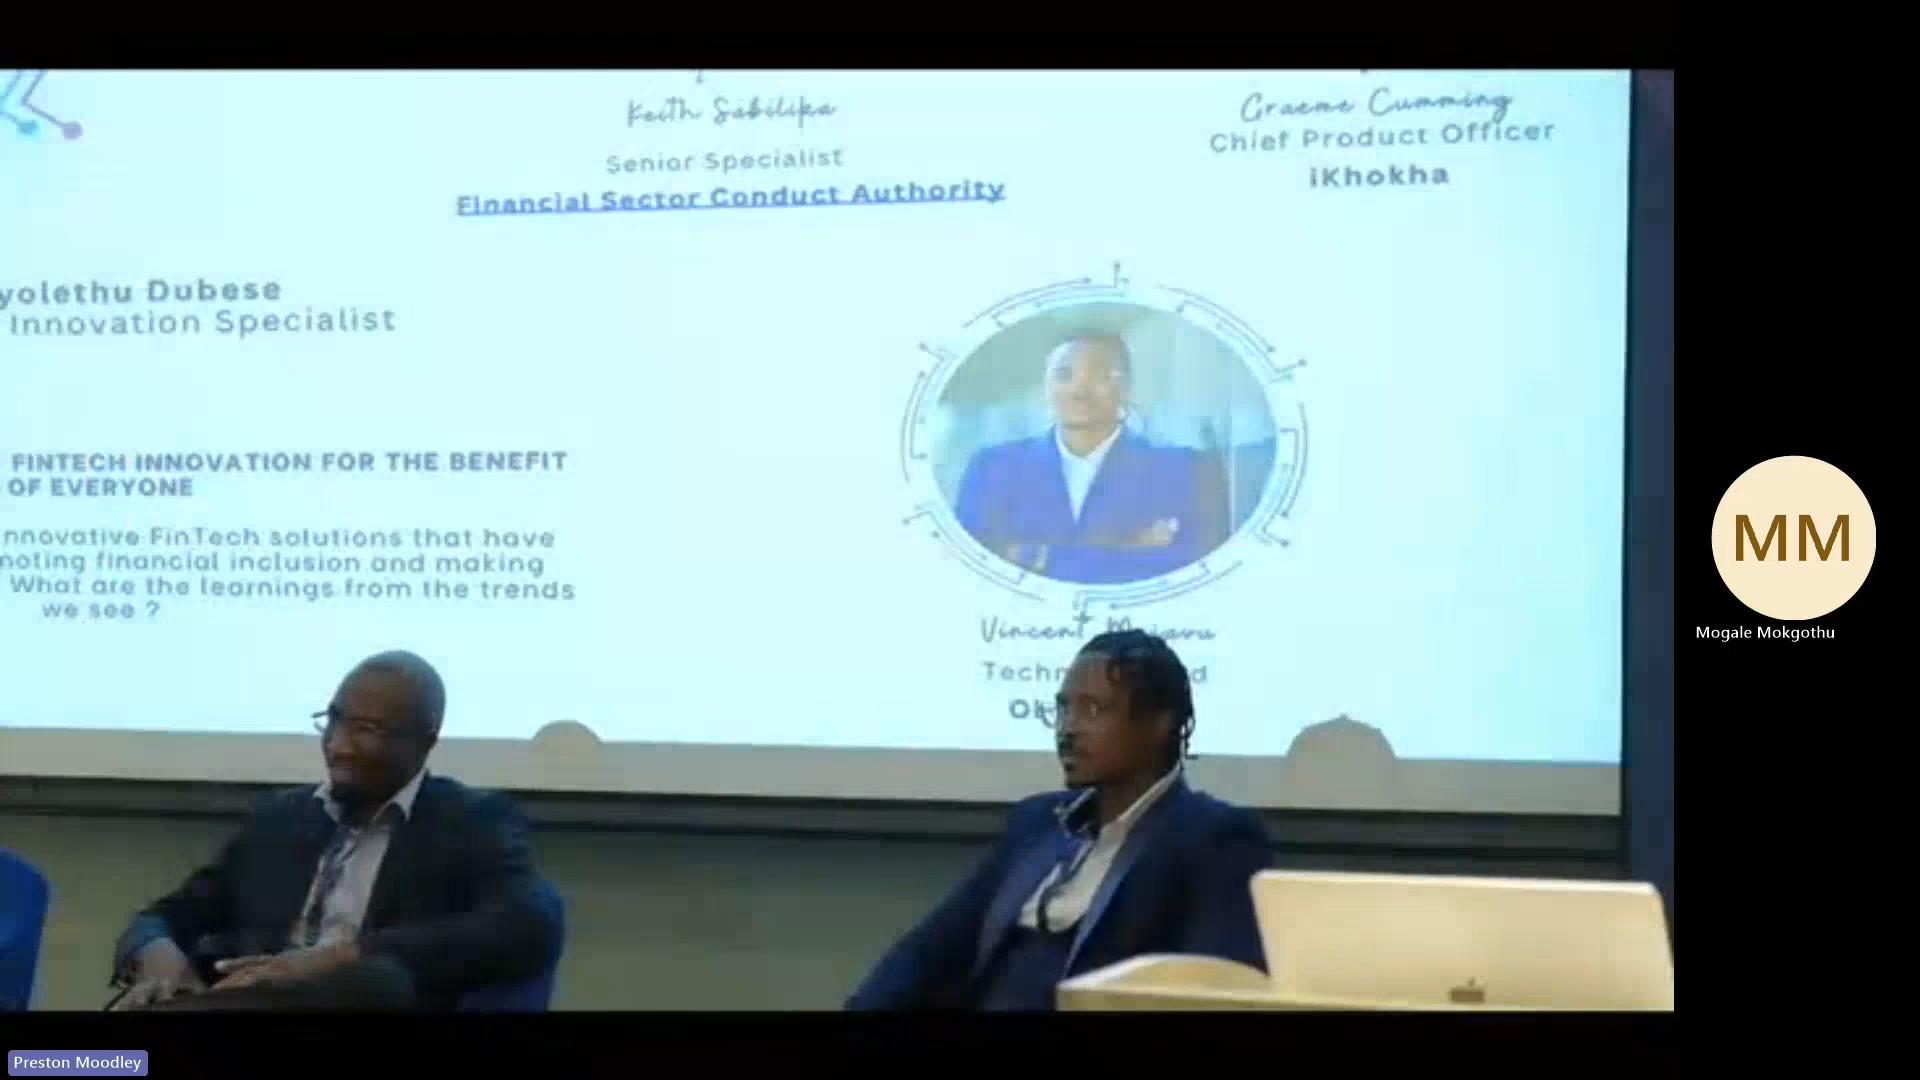 Keith Sabilika
Senior Specialist
Financial Sector Conduct Authority
Graeme Cumming
Chief Product Officer
iKhokha
yolethu Dubese
Innovation Specialist
FINTECH INNOVATION FOR THE BENEFIT
OF EVERYONE
nnovative FinTech solutions that have
noting financial inclusion and making
What are the learnings from the trends
we see ?
Vincent
Techn
MM
Mogale Mokgothu
Preston Moodley